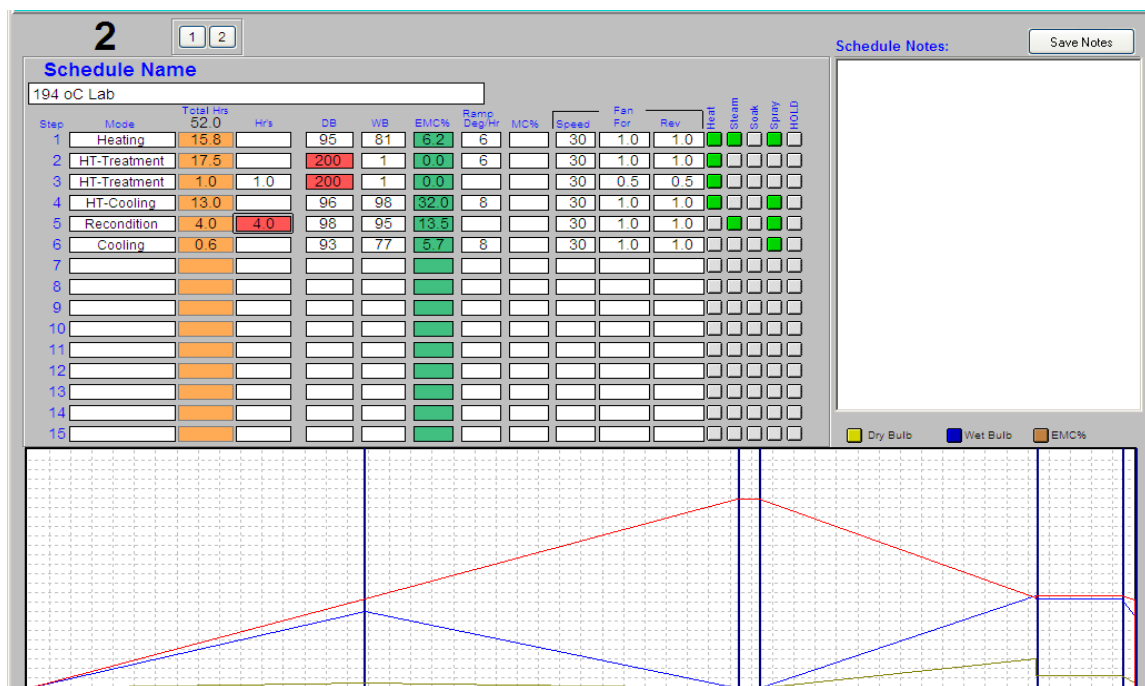 2
1 2
Schedule Notes:
Save Notes
Schedule Name
194 oC Lab
Step Mode Total Hrs 52.0 Hr's DB WB EMC% Ramp Deg/Hr MC% Fan Speed For Rev Heat Steam Soak Spray HOLD
1 Heating 15.8 95 81 6.2 6 30 1.0 1.0
2 HT-Treatment 17.5 200 1 0.0 6 30 1.0 1.0
3 HT-Treatment 1.0 1.0 200 1 0.0 30 0.5 0.5
4 HT-Cooling 13.0 96 98 32.0 8 30 1.0 1.0
5 Recondition 4.0 4.0 98 95 13.5 30 1.0 1.0
6 Cooling 0.6 93 77 5.7 8 30 1.0 1.0
7
8
9
10
11
12
13
14
15
Dry Bulb Wet Bulb EMC%